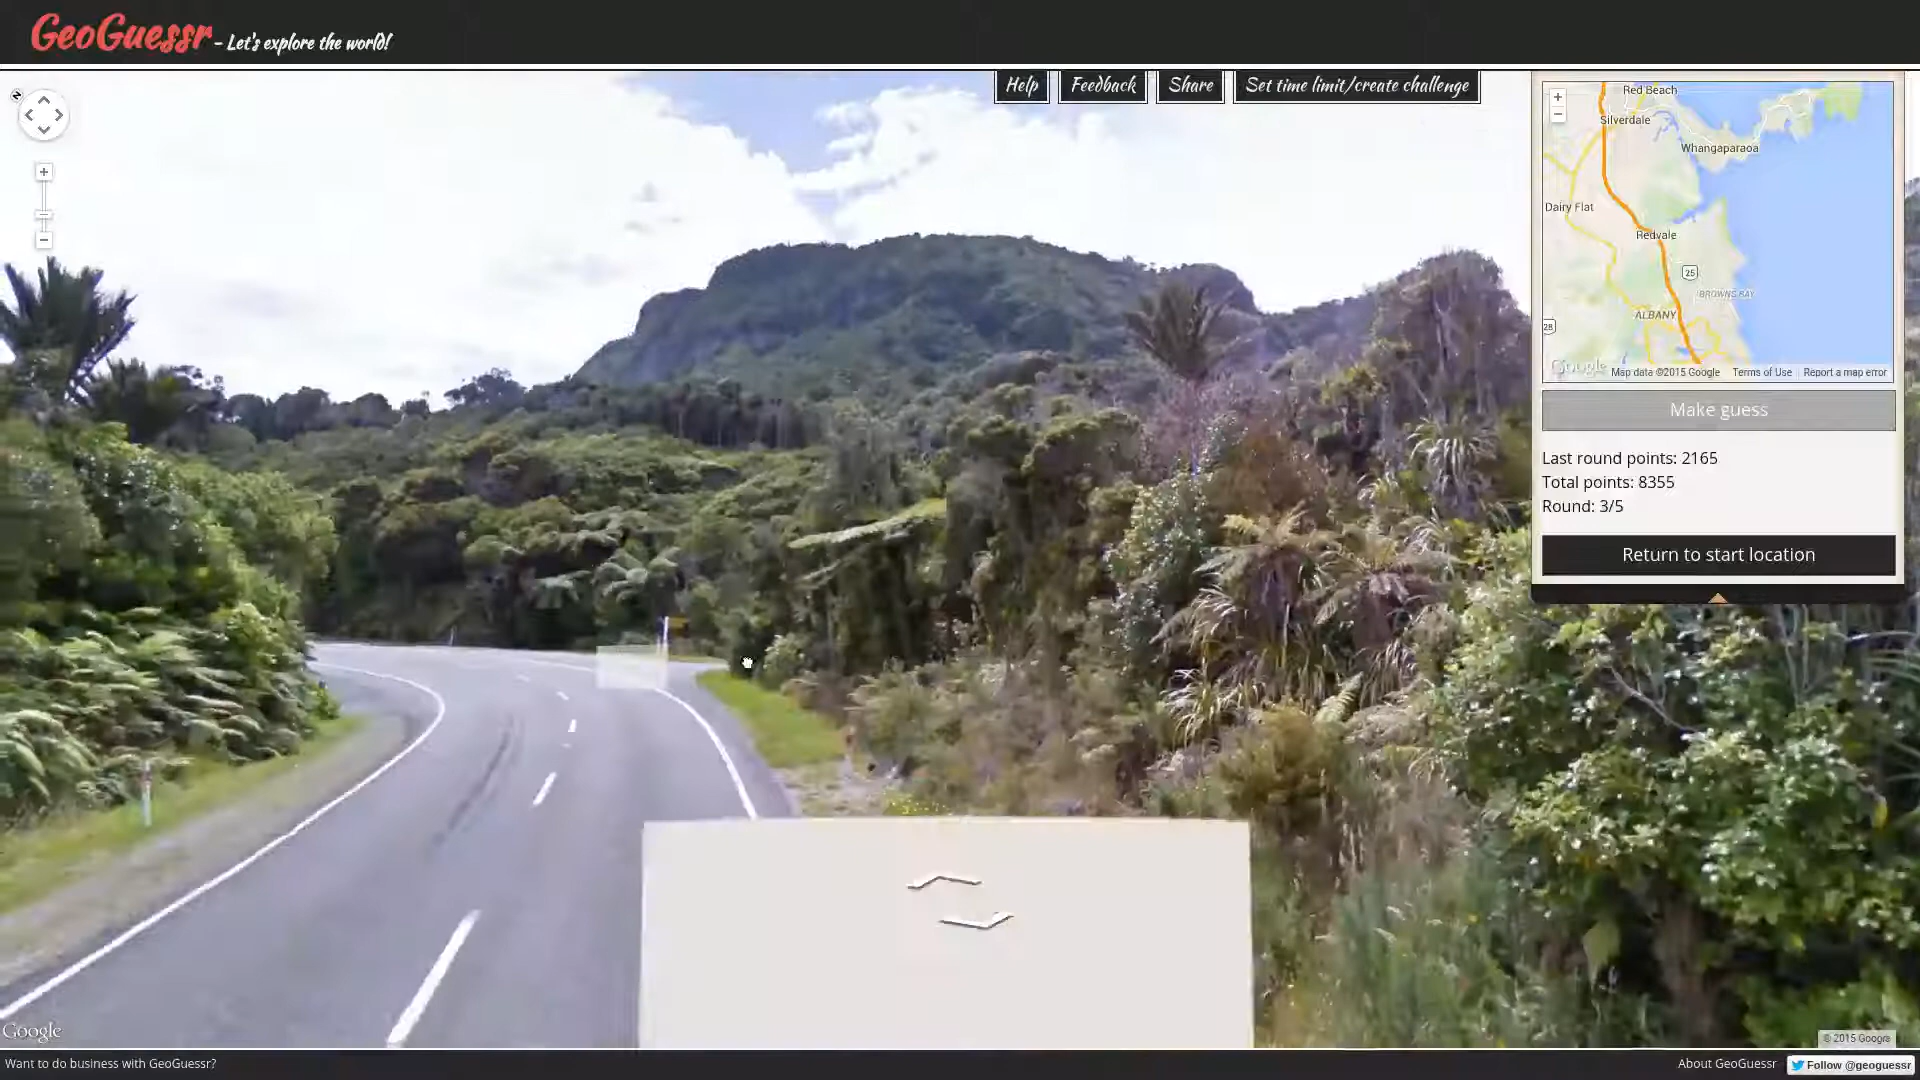 GeoGuessr - Let's explore the world!
Help
Feedback
Share
Set time limit/create challenge
N
+
−
+
−
Red Beach
Silverdale
Whangaparaoa
Dairy Flat
Redvale
25
BROWNS BAY
ALBANY
28
Google
Map data ©2015 Google
Terms of Use
Report a map error
Make guess
Last round points: 2165
Total points: 8355
Round: 3/5
Return to start location
Google
© 2015 Google
Want to do business with GeoGuessr?
About GeoGuessr
Follow @geoguessr